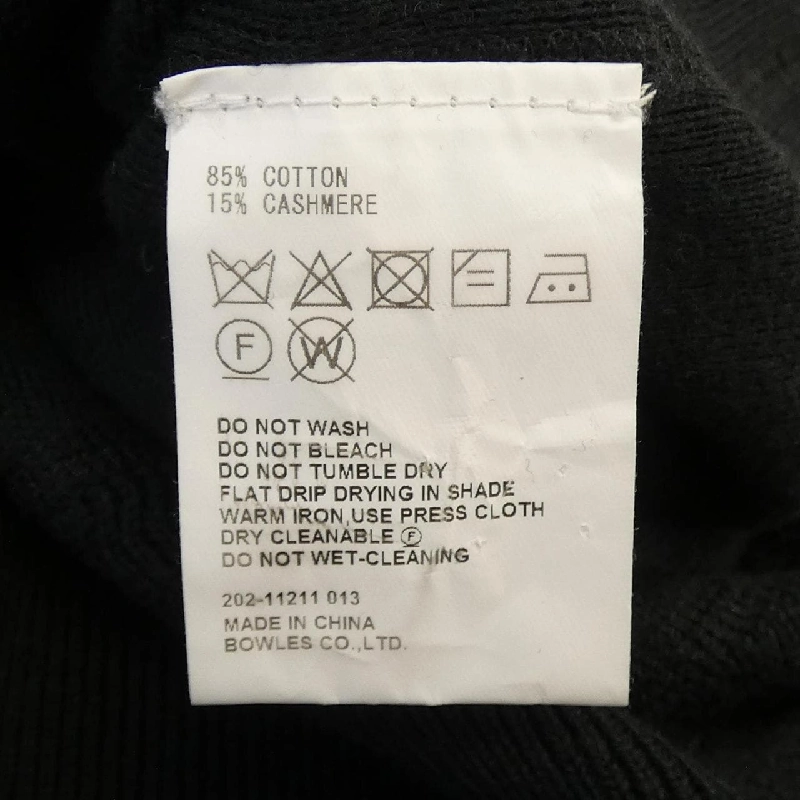 85% COTTON
15% CASHMERE
F W
DO NOT WASH
DO NOT BLEACH
DO NOT TUMBLE DRY
FLAT DRIP DRYING IN SHADE
WARM IRON,USE PRESS CLOTH
DRY CLEANABLE Ⓕ
DO NOT WET-CLEANING
202-11211 013
MADE IN CHINA
BOWLES CO.,LTD.